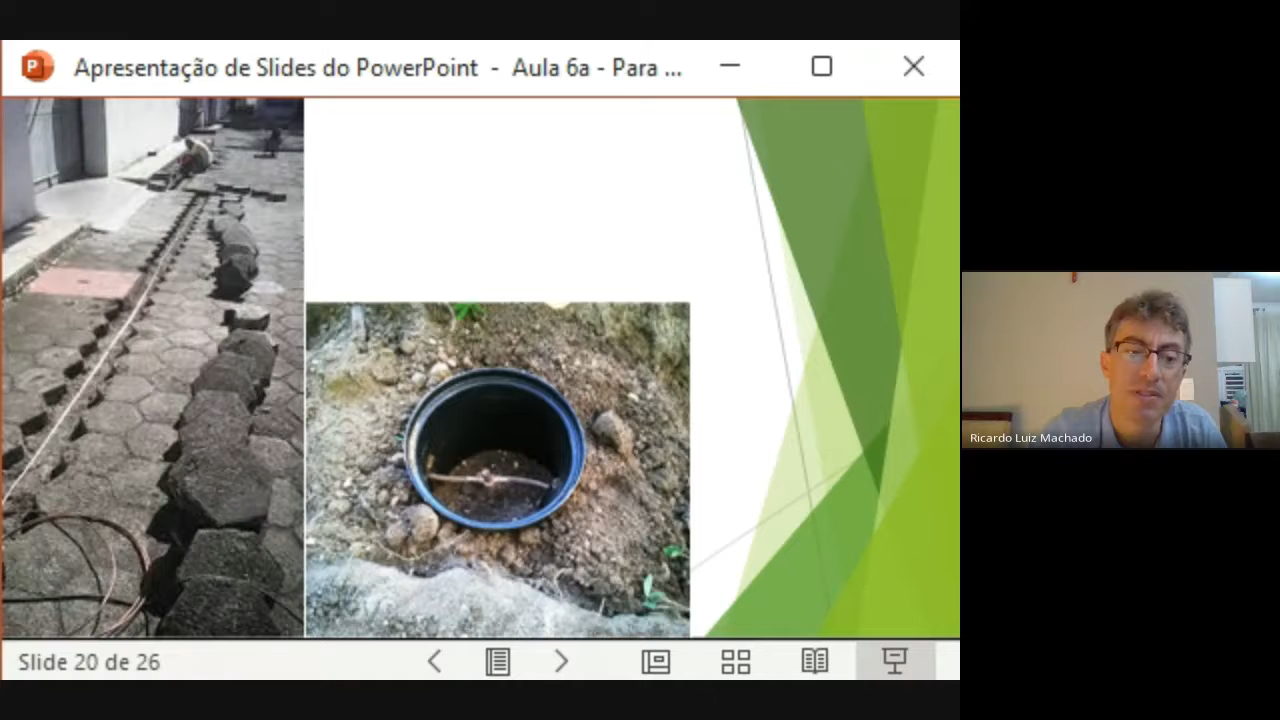 Apresentação de Slides do PowerPoint - Aula 6a - Para ...
Ricardo Luiz Machado
Slide 20 de 26